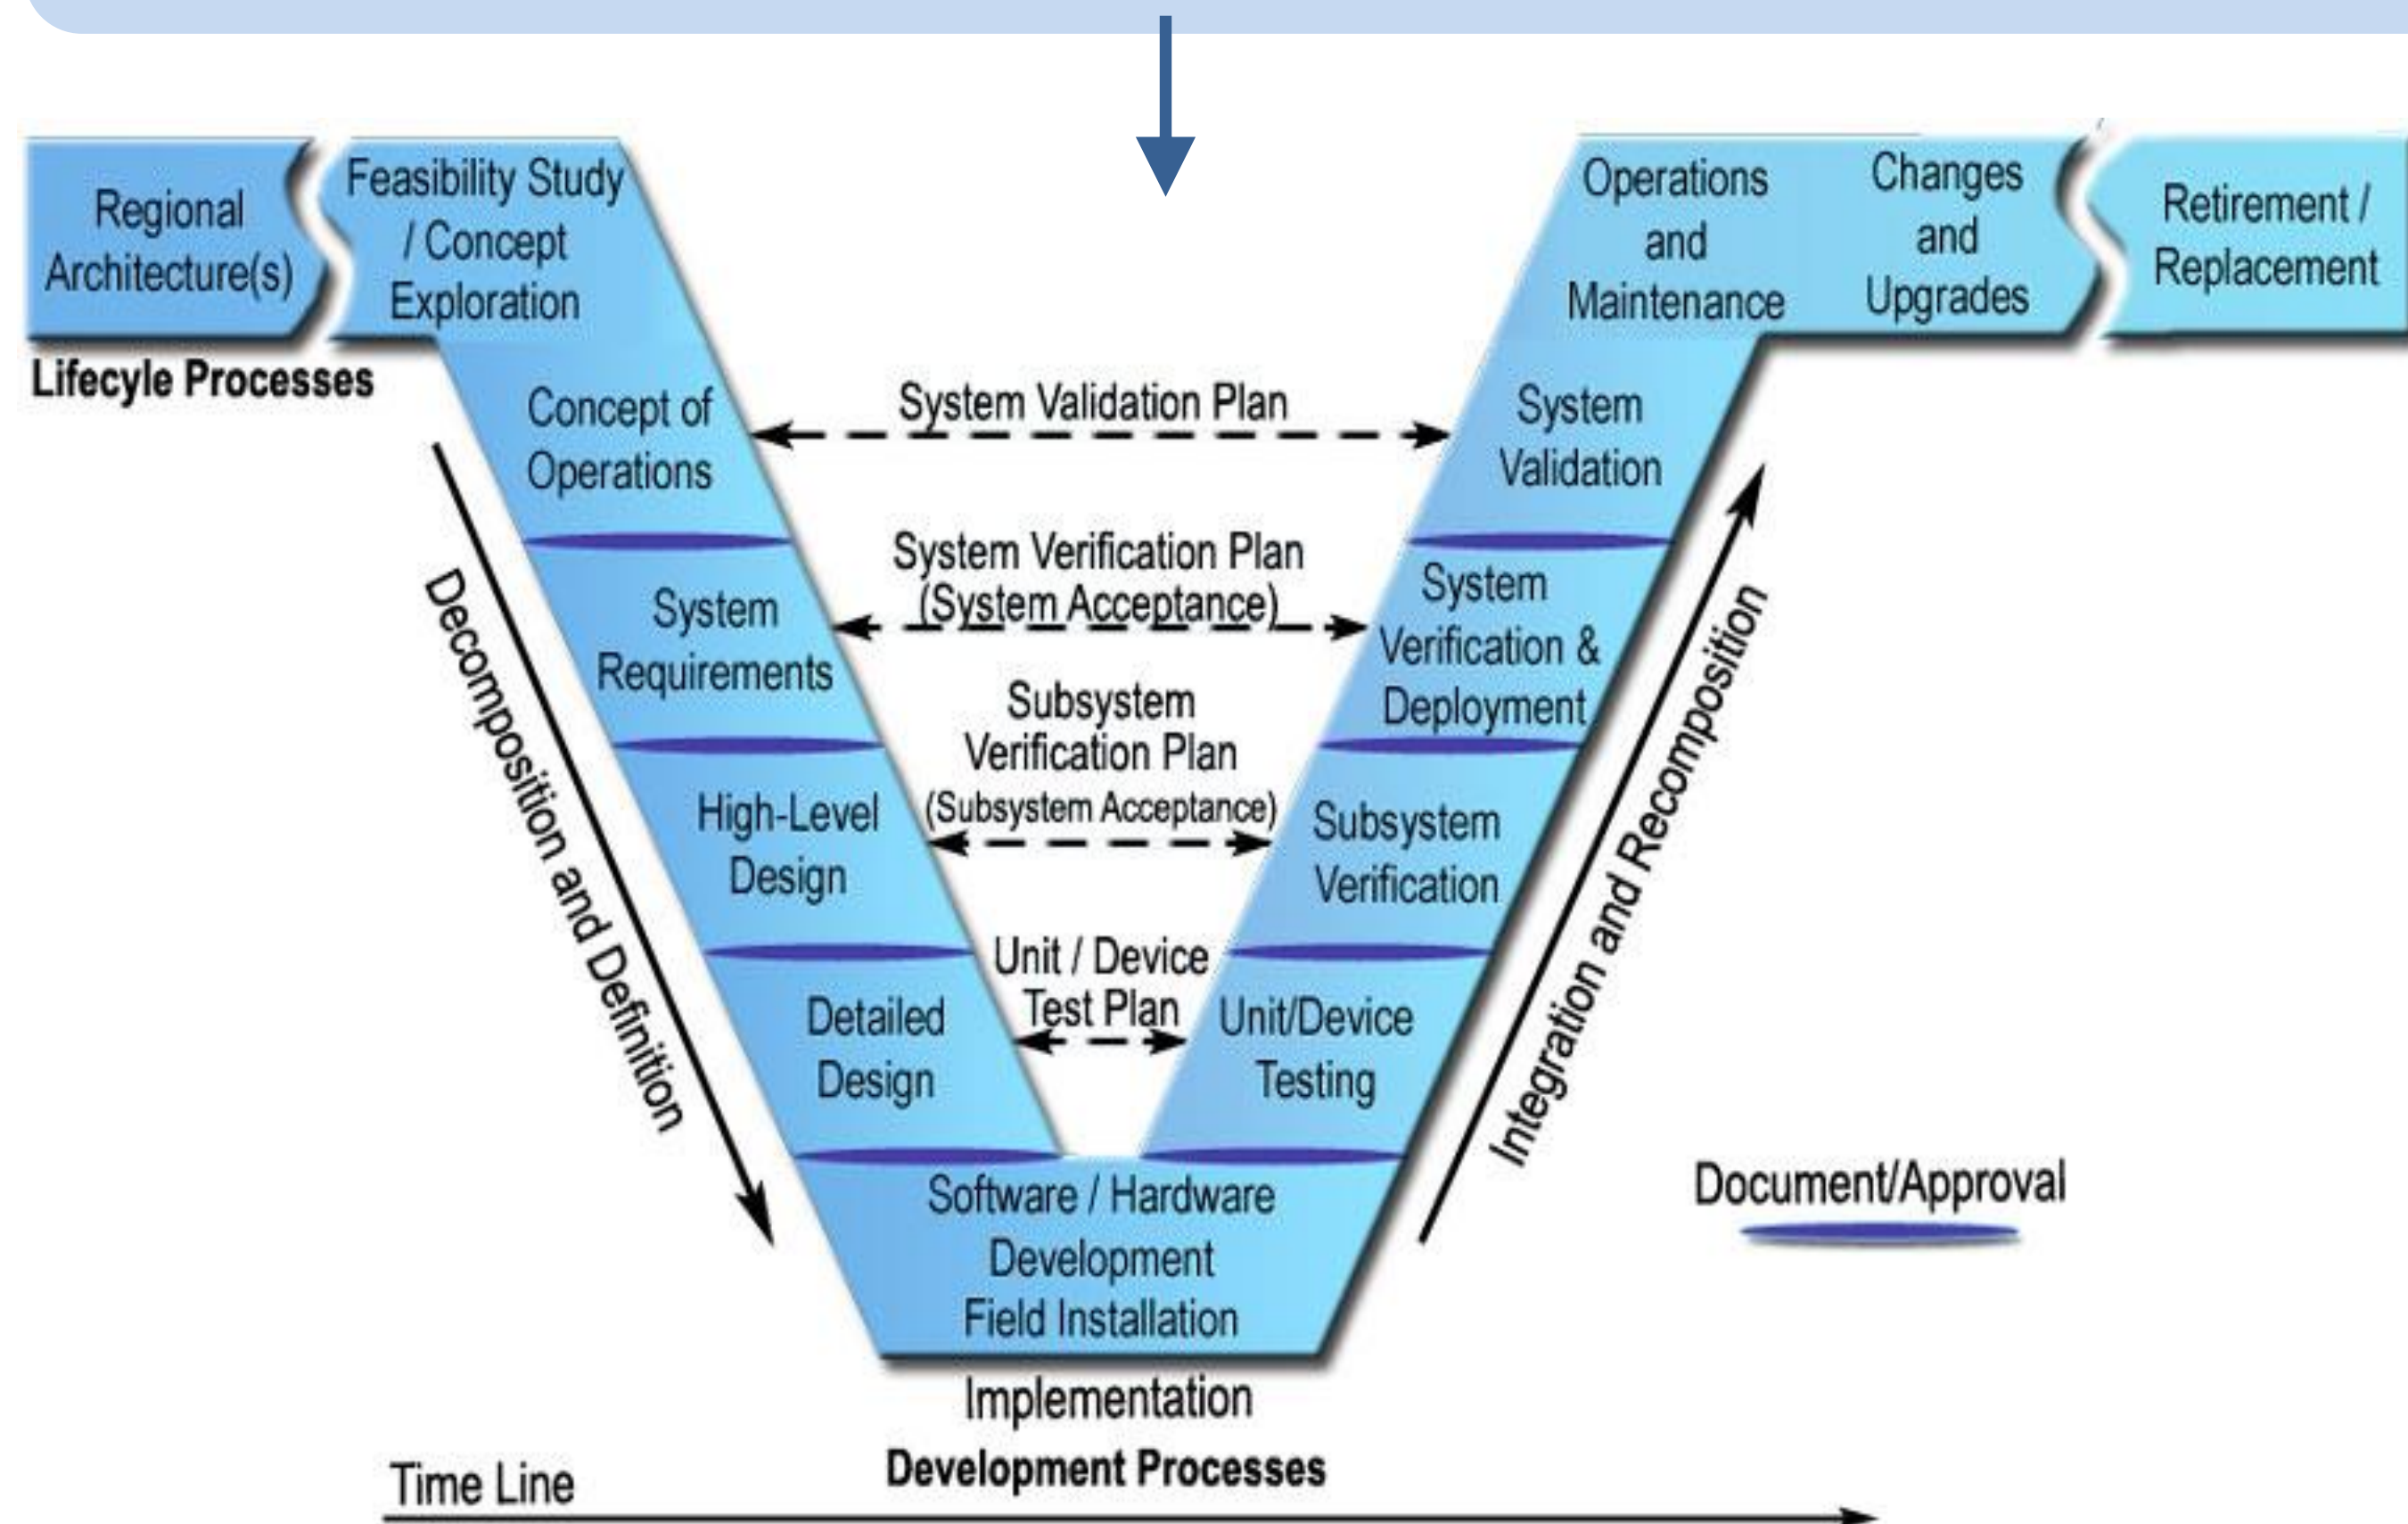 Regional
Architecture(s)
Feasibility Study
/ Concept
Exploration
Operations
and
Maintenance
Changes
and
Upgrades
Retirement /
Replacement
Lifecyle Processes
Concept of
Operations
System Validation Plan
System
Validation
System Verification Plan
(System Acceptance)
System
Requirements
System
Verification &
Deployment
Subsystem
Verification Plan
(Subsystem Acceptance)
High-Level
Design
Subsystem
Verification
Unit / Device
Test Plan
Detailed
Design
Unit/Device
Testing
Decomposition and Definition
Integration and Recomposition
Software / Hardware
Development
Field Installation
Document/Approval
Implementation
Development Processes
Time Line